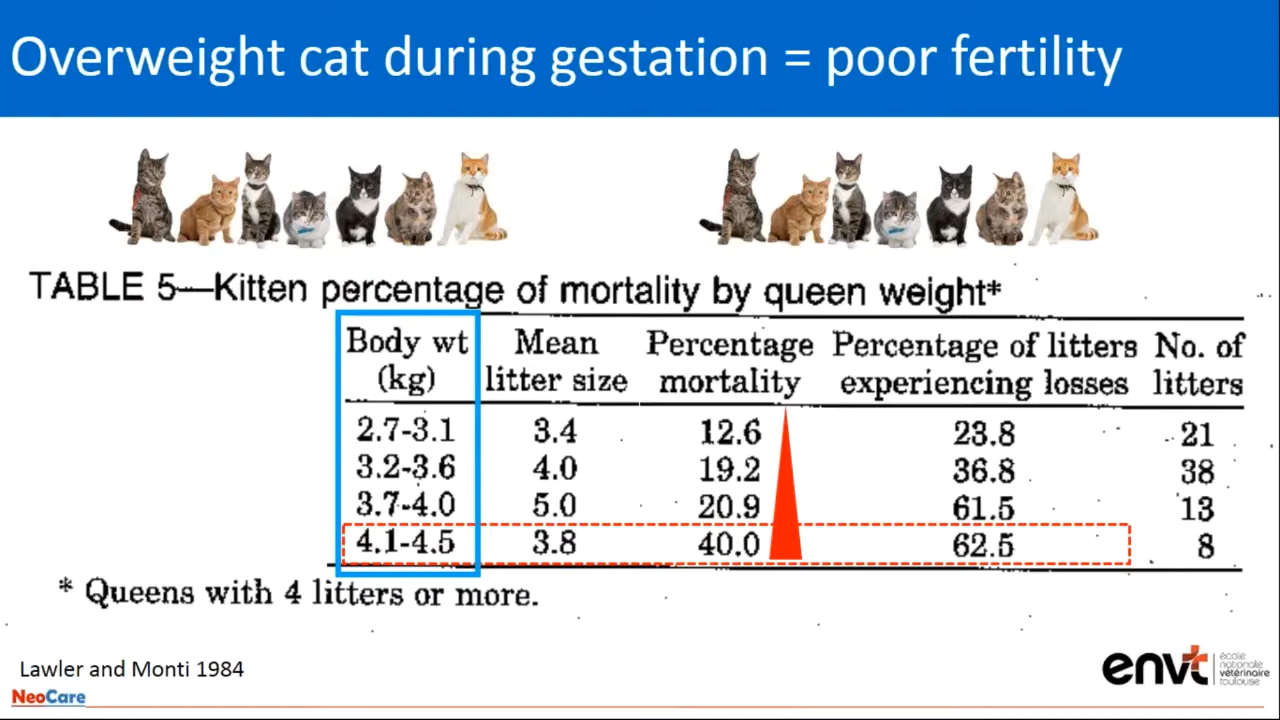 Overweight cat during gestation = poor fertility
TABLE 5—Kitten percentage of mortality by queen weight*
Body wt (kg) Mean litter size Percentage mortality Percentage of litters experiencing losses No. of litters
2.7-3.1 3.4 12.6 23.8 21
3.2-3.6 4.0 19.2 36.8 38
3.7-4.0 5.0 20.9 61.5 13
4.1-4.5 3.8 40.0 62.5 8
* Queens with 4 litters or more.
Lawler and Monti 1984
NeoCare
envt
école
nationale
vétérinaire
toulouse